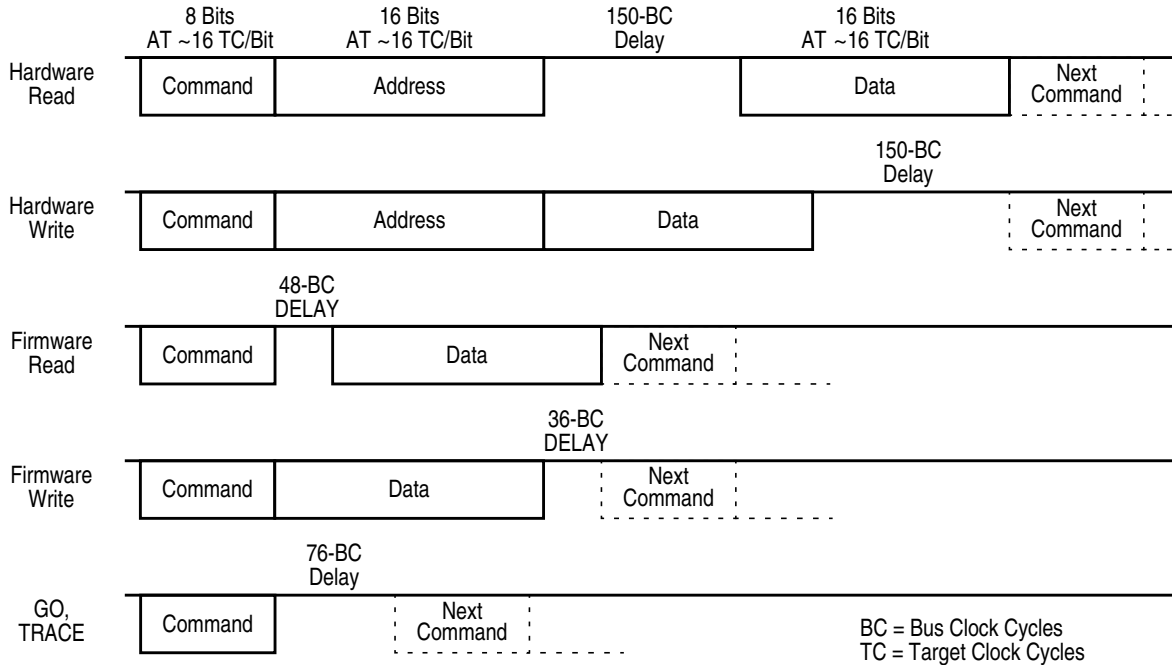 8 Bits
AT ~16 TC/Bit
16 Bits
AT ~16 TC/Bit
150-BC
Delay
16 Bits
AT ~16 TC/Bit
Hardware
Read
Command
Address
Data
Next
Command
150-BC
Delay
Hardware
Write
Command
Address
Data
Next
Command
48-BC
DELAY
Firmware
Read
Command
Data
Next
Command
36-BC
DELAY
Firmware
Write
Command
Data
Next
Command
76-BC
Delay
GO,
TRACE
Command
Next
Command
BC = Bus Clock Cycles
TC = Target Clock Cycles